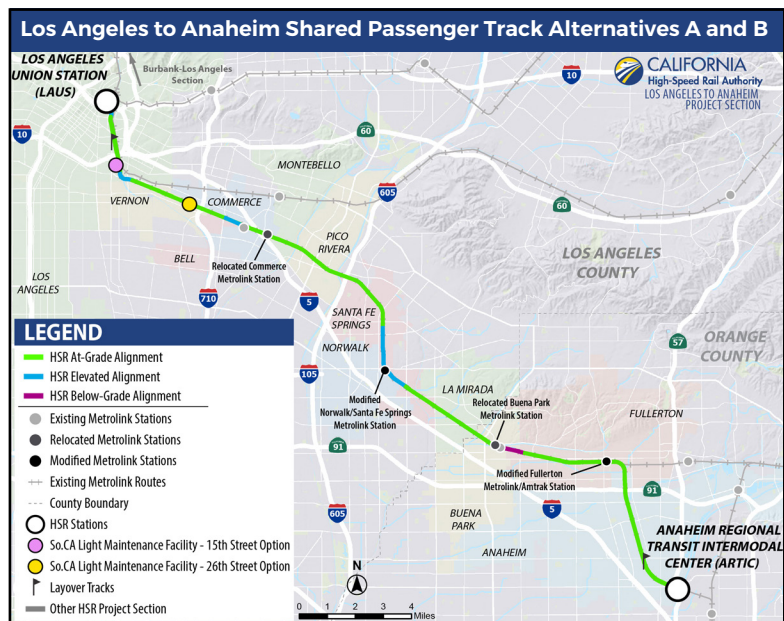 Los Angeles to Anaheim Shared Passenger Track Alternatives A and B
LOS ANGELES
UNION STATION
(LAUS)
Burbank-Los Angeles
Section
10
CALIFORNIA
High-Speed Rail Authority
LOS ANGELES TO ANAHEIM
PROJECT SECTION
10
60
MONTEBELLO
605
60
VERNON
COMMERCE
PICO
RIVERA
LOS ANGELES
COUNTY
BELL
Relocated Commerce
Metrolink Station
LOS
ANGELES
710
5
SANTA FE
SPRINGS
ORANGE
COUNTY
57
NORWALK
105
LA MIRADA
Modified
Norwalk/Santa Fe Springs
Metrolink Station
Relocated Buena Park
Metrolink Station
FULLERTON
91
Modified Fullerton
Metrolink/Amtrak Station
91
605
BUENA
PARK
5
ANAHEIM
ANAHEIM REGIONAL
TRANSIT INTERMODAL
CENTER (ARTIC)
LEGEND
HSR At-Grade Alignment
HSR Elevated Alignment
HSR Below-Grade Alignment
Existing Metrolink Stations
Relocated Metrolink Stations
Modified Metrolink Stations
Existing Metrolink Routes
County Boundary
HSR Stations
So.CA Light Maintenance Facility - 15th Street Option
So.CA Light Maintenance Facility - 26th Street Option
Layover Tracks
Other HSR Project Section
N
0 1 2 3 4
Miles